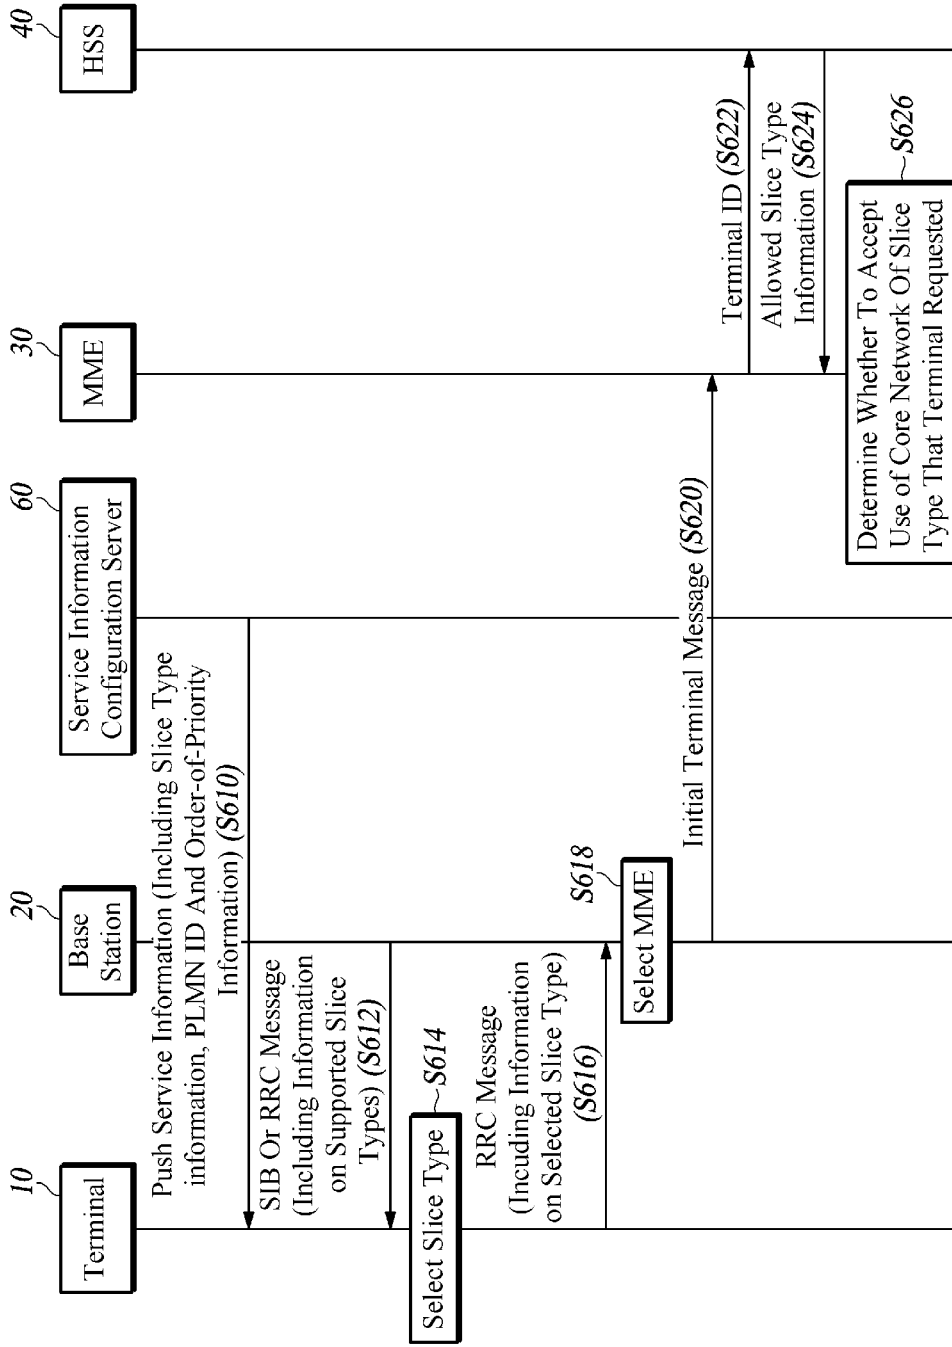 10
Terminal
20
Base
Station
60
Service Information
Configuration Server
30
MME
40
HSS
Push Service Information (Including Slice Type
information, PLMN ID And Order-of-Priority
Information) (S610)
SIB Or RRC Message
(Including Information
on Supported Slice
Types) (S612)
Select Slice Type
S614
RRC Message
(Incuding Information
on Selected Slice Type)
(S616)
S618
Select MME
Initial Terminal Message (S620)
Terminal ID (S622)
Allowed Slice Type
Information (S624)
S626
Determine Whether To Accept
Use of Core Network Of Slice
Type That Terminal Requested